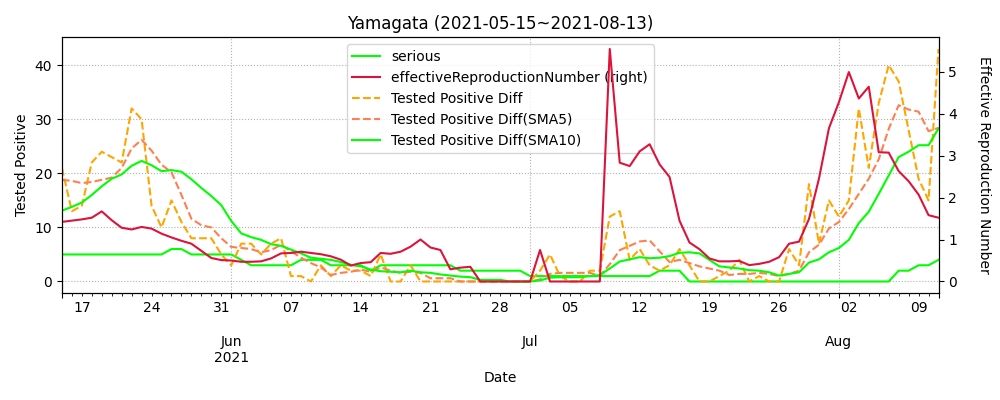 Yamagata (2021-05-15~2021-08-13)
serious
effectiveReproductionNumber (right)
Tested Positive Diff
Tested Positive Diff(SMA5)
Tested Positive Diff(SMA10)
Tested Positive
40
30
20
10
0
Effective Reproduction Number
5
4
3
2
1
0
17 24 31 07 14 21 28 05 12 19 26 02 09
Jun Jul Aug
2021
Date